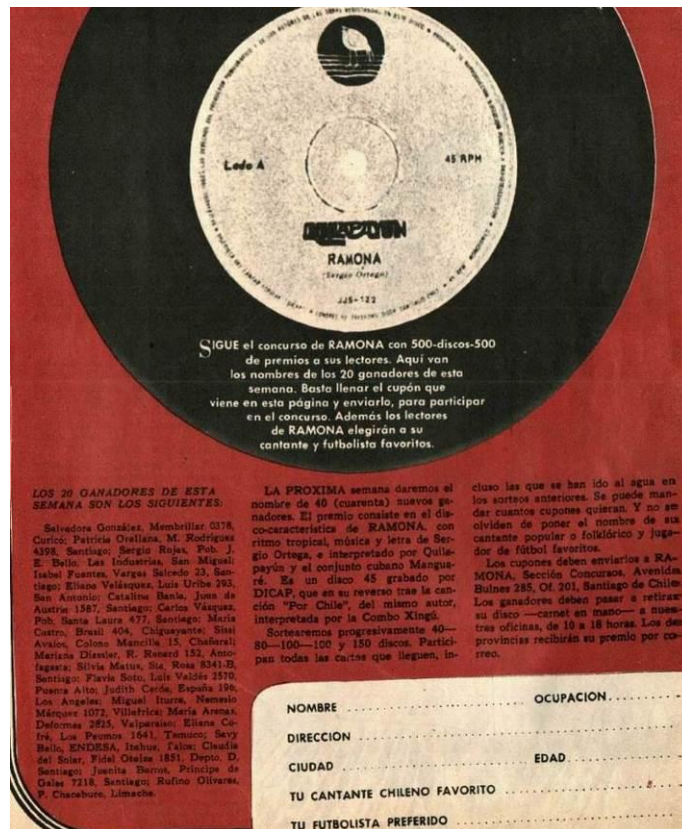 Lado A
45 RPM
QUILAPAYUN
RAMONA
(Sergio Ortega)
JJS-122
SIGUE el concurso de RAMONA con 500-discos-500
de premios a sus lectores. Aquí van
los nombres de los 20 ganadores de esta
semana. Basta llenar el cupón que
viene en esta página y enviarlo, para participar
en el concurso. Además los lectores
de RAMONA elegirán a su
cantante y futbolista favoritos.
LOS 20 GANADORES DE ESTA
SEMANA SON LOS SIGUIENTES:
Salvadora González, Membrillar 0378,
Curicó; Patricia Orellana, M. Rodríguez
4398, Santiago; Sergio Rojas, Pob. J.
E. Bello, Las Industrias, San Miguel;
Isabel Fuentes, Vargas Salcedo 23, San-
tiago; Eliana Velásquez, Luis Uribe 293,
San Antonio; Catalina Bania, Juan de
Austria 1587, Santiago; Carlos Vásquez,
Pob. Santa Laura 477, Santiago; María
Castro, Brasil 404, Chiguayante; Sisi
Avalos, Colono Mancilla 15, Chañaral;
Mariana Diessler, R. Renard 152, Anto-
fagasta; Silvia Matus, Sta. Rosa 8341-B,
Santiago; Flavia Soto, Luis Valdés 2570,
Puente Alto; Judith Cerda, España 196,
Los Angeles; Miguel Iturra, Nemesio
Márquez 1072, Villefrica; María Arenas,
Deformes 2825, Valparaíso; Eliana Co-
fré, Los Peumos 1641, Temuco; Savy
Bello, ENDESA, Itahue, Talca; Claudia
del Solar, Fidel Oteíza 1851, Depto. D,
Santiago; Juanita Barros, Príncipe de
Gales 7218, Santiago; Rufino Olivares,
P. Chacabuco, Limache.
LA PROXIMA semana daremos el
nombre de 40 (cuarenta) nuevos ga-
nadores. El premio consiste en el dis-
co-característica de RAMONA, con
ritmo tropical, música y letra de Ser-
gio Ortega, e interpretado por Quila-
payún y el conjunto cubano Mangua-
ré. Es un disco 45 grabado por
DICAP, que en su reverso trae la can-
ción "Por Chile", del mismo autor,
interpretada por la Combo Xingú.
Sortearemos progresivamente 40—
80—100—100 y 150 discos. Partici-
pan todas las cartas que lleguen, in-
cluso las que se han ido al agua en
los sorteos anteriores. Se puede man-
dar cuantos cupones quieran. Y no se
olviden de poner el nombre de sus
cantante popular o folklórico y juga-
dor de fútbol favoritos.
Los cupones deben enviarlos a RA-
MONA, Sección Concursos, Avenida
Bulnes 285, Of. 201, Santiago de Chile.
Los ganadores deben pasar a retirar
su disco —carnet en mano— a nues-
tras oficinas, de 10 a 18 horas. Los de
provincias recibirán su premio por co-
rreo.
NOMBRE OCUPACION
DIRECCION
CIUDAD EDAD
TU CANTANTE CHILENO FAVORITO
TU FUTBOLISTA PREFERIDO